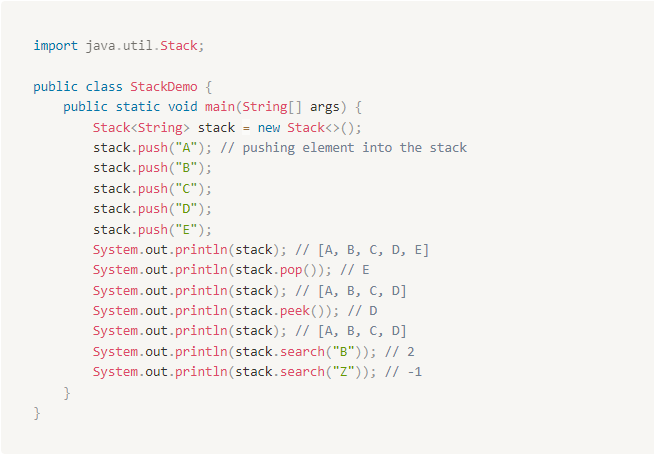 import java.util.Stack;
public class StackDemo {
    public static void main(String[] args) {
        Stack<String> stack = new Stack<>();
        stack.push("A"); // pushing element into the stack
        stack.push("B");
        stack.push("C");
        stack.push("D");
        stack.push("E");
        System.out.println(stack); // [A, B, C, D, E]
        System.out.println(stack.pop()); // E
        System.out.println(stack); // [A, B, C, D]
        System.out.println(stack.peek()); // D
        System.out.println(stack); // [A, B, C, D]
        System.out.println(stack.search("B")); // 2
        System.out.println(stack.search("Z")); // -1
    }
}